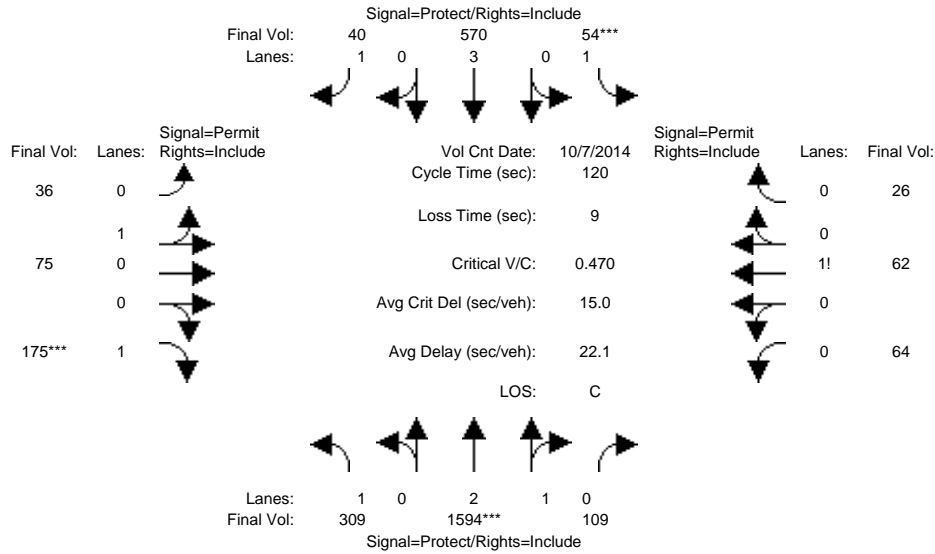 Signal=Protect/Rights=Include
Final Vol: 40 570 54***
Lanes: 1 0 3 0 1
Signal=Permit Signal=Permit
Final Vol: Lanes: Rights=Include Vol Cnt Date: 10/7/2014 Rights=Include Lanes: Final Vol:
Cycle Time (sec): 120
36 0 0 26
Loss Time (sec): 9
1 0
75 0 Critical V/C: 0.470 1! 62
0 Avg Crit Del (sec/veh): 15.0 0
175*** 1 Avg Delay (sec/veh): 22.1 0 64
LOS: C
Lanes: 1 0 2 1 0
Final Vol: 309 1594*** 109
Signal=Protect/Rights=Include